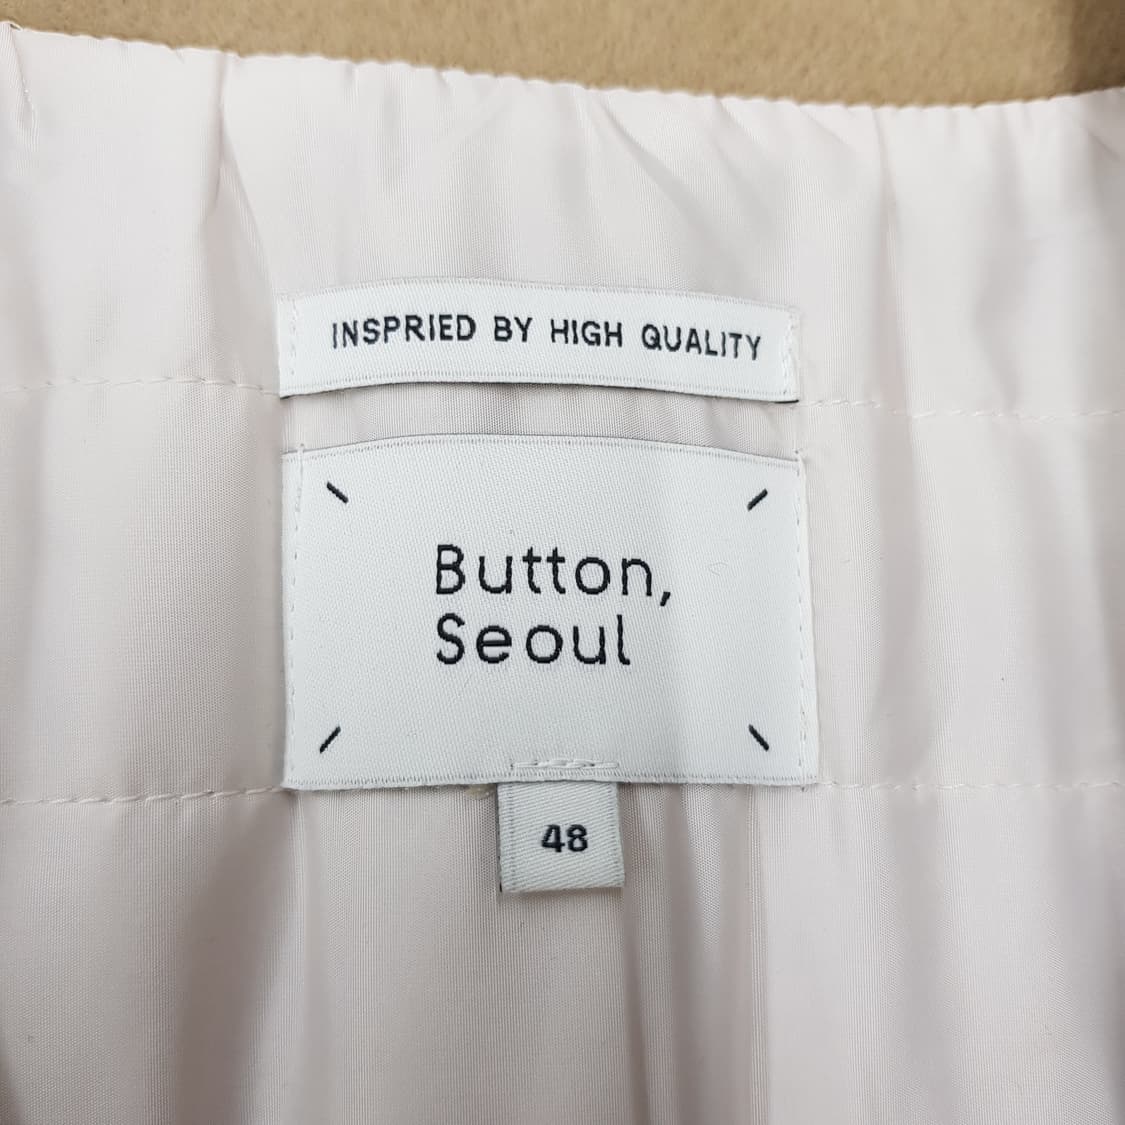 INSPRIED BY HIGH QUALITY
Button,
Seoul
48